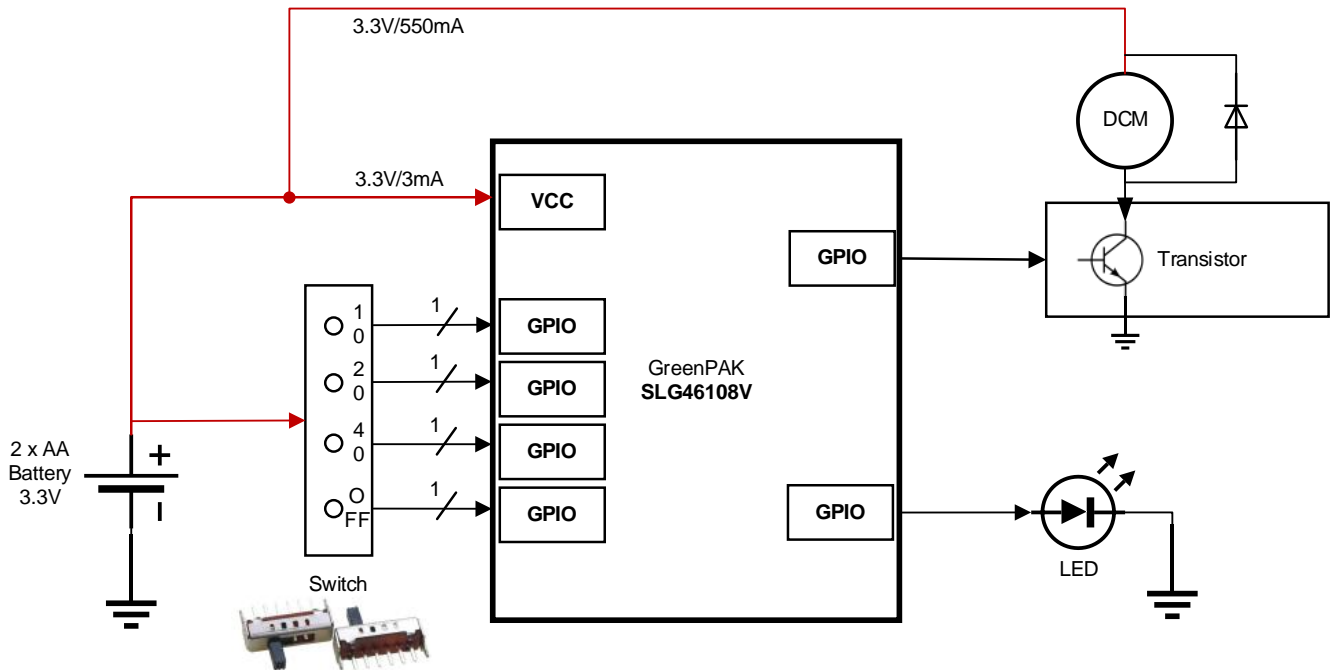 3.3V/550mA
DCM
3.3V/3mA
VCC
GPIO
Transistor
1
0
1
GPIO
2
0
1
GPIO
GreenPAK
SLG46108V
4
0
1
GPIO
2 x AA
Battery
3.3V
+
-
O
FF
1
GPIO
GPIO
LED
Switch